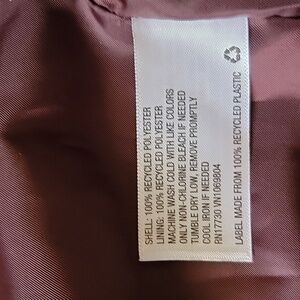 SHELL: 100% RECYCLED POLYESTER
LINING: 100% RECYCLED POLYESTER
MACHINE WASH COLD WITH LIKE COLORS
ONLY NON-CHLORINE BLEACH IF NEEDED
TUMBLE DRY LOW, REMOVE PROMPTLY
COOL IRON IF NEEDED
RN17730 VN1069804
LABEL MADE FROM 100% RECYCLED PLASTIC